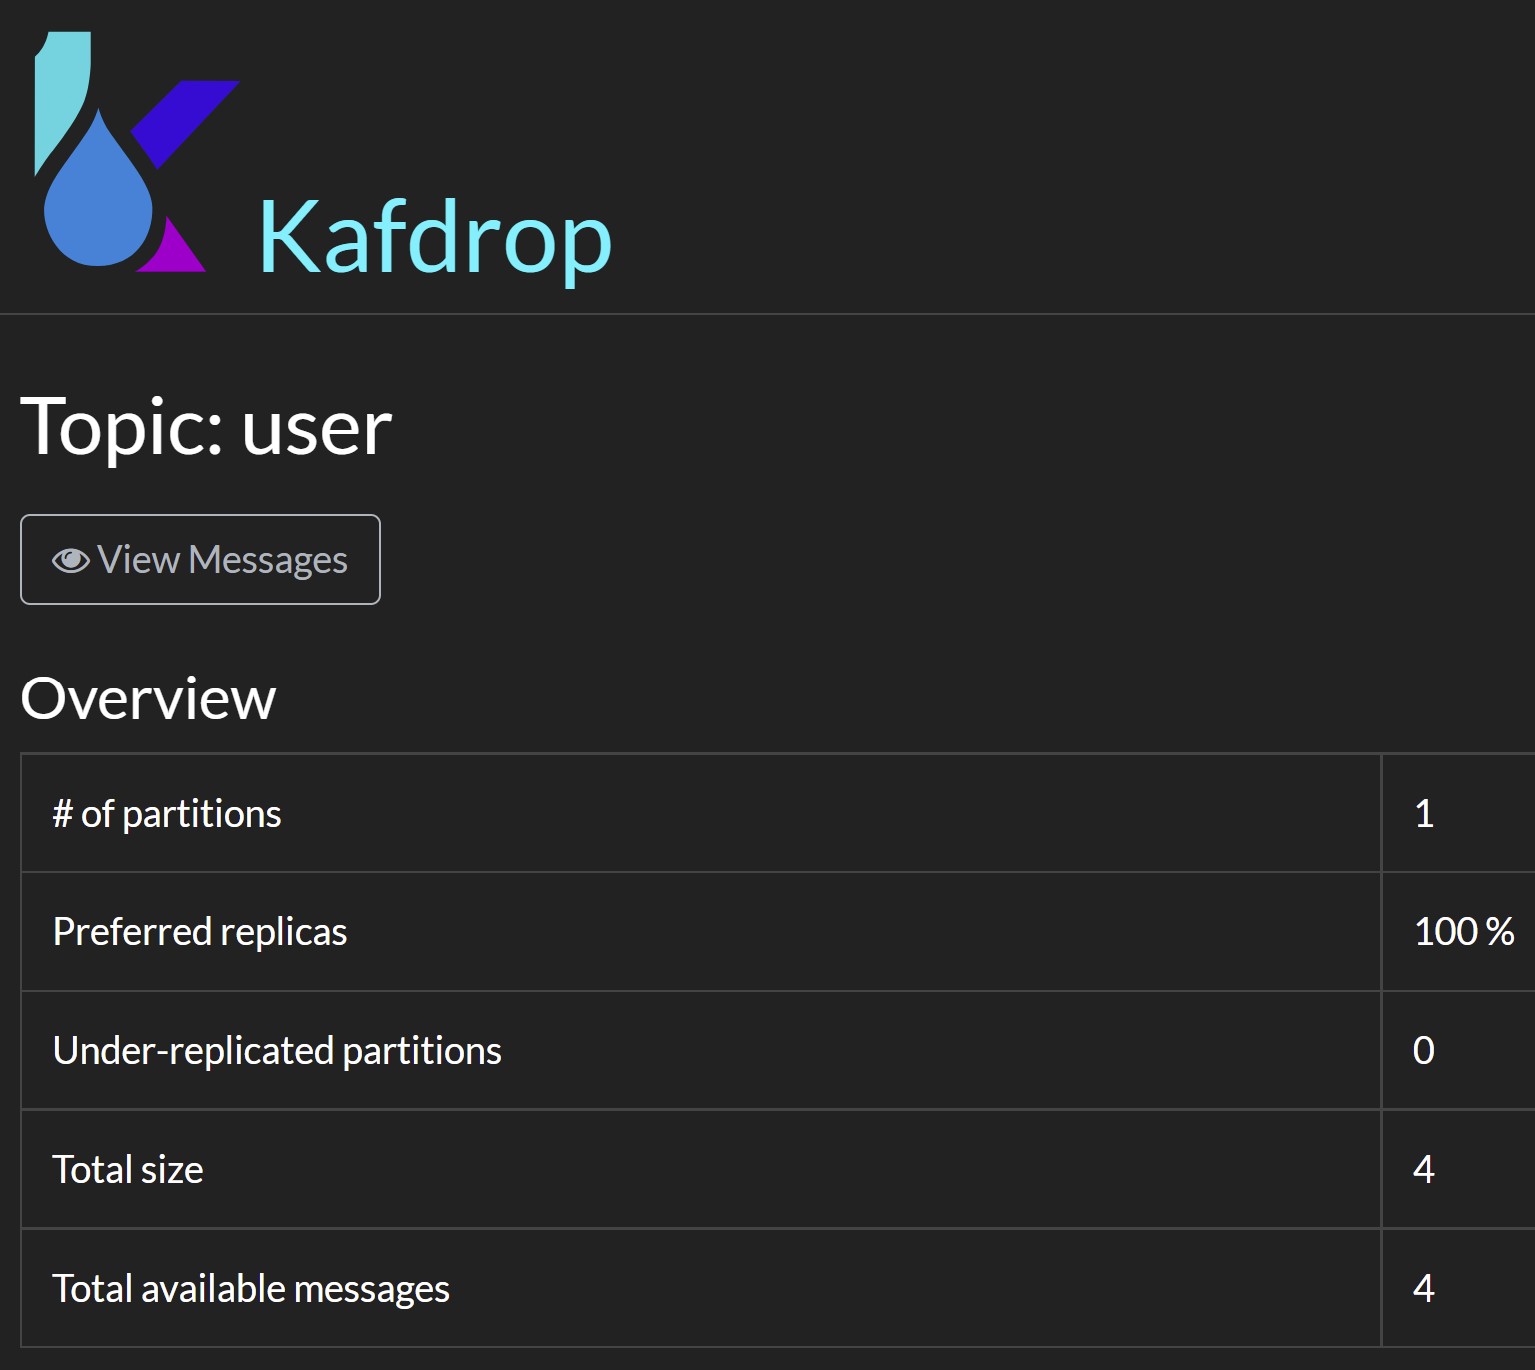 Kafdrop
Topic: user
View Messages
Overview
# of partitions 1
Preferred replicas 100 %
Under-replicated partitions 0
Total size 4
Total available messages 4